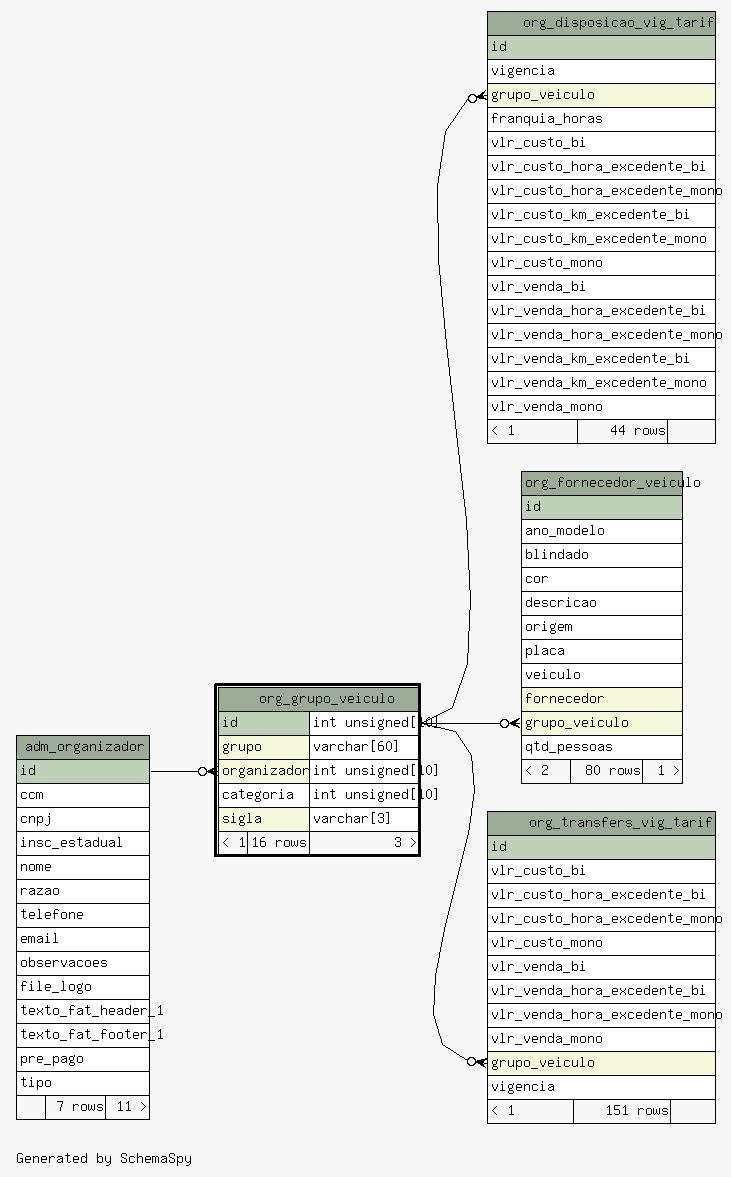 org_disposicao_vig_tarif
id
vigencia
grupo_veiculo
franquia_horas
vlr_custo_bi
vlr_custo_hora_excedente_bi
vlr_custo_hora_excedente_mono
vlr_custo_km_excedente_bi
vlr_custo_km_excedente_mono
vlr_custo_mono
vlr_venda_bi
vlr_venda_hora_excedente_bi
vlr_venda_hora_excedente_mono
vlr_venda_km_excedente_bi
vlr_venda_km_excedente_mono
vlr_venda_mono
< 1 44 rows
org_fornecedor_veiculo
id
ano_modelo
blindado
cor
descricao
origem
placa
veiculo
fornecedor
grupo_veiculo
qtd_pessoas
< 2 80 rows 1 >
org_grupo_veiculo
id int unsigned[10]
grupo varchar[60]
organizador int unsigned[10]
categoria int unsigned[10]
sigla varchar[3]
< 1 16 rows 3 >
adm_organizador
id
ccm
cnpj
insc_estadual
nome
razao
telefone
email
observacoes
file_logo
texto_fat_header_1
texto_fat_footer_1
pre_pago
tipo
7 rows 11 >
org_transfers_vig_tarif
id
vlr_custo_bi
vlr_custo_hora_excedente_bi
vlr_custo_hora_excedente_mono
vlr_custo_mono
vlr_venda_bi
vlr_venda_hora_excedente_bi
vlr_venda_hora_excedente_mono
vlr_venda_mono
grupo_veiculo
vigencia
< 1 151 rows
Generated by SchemaSpy